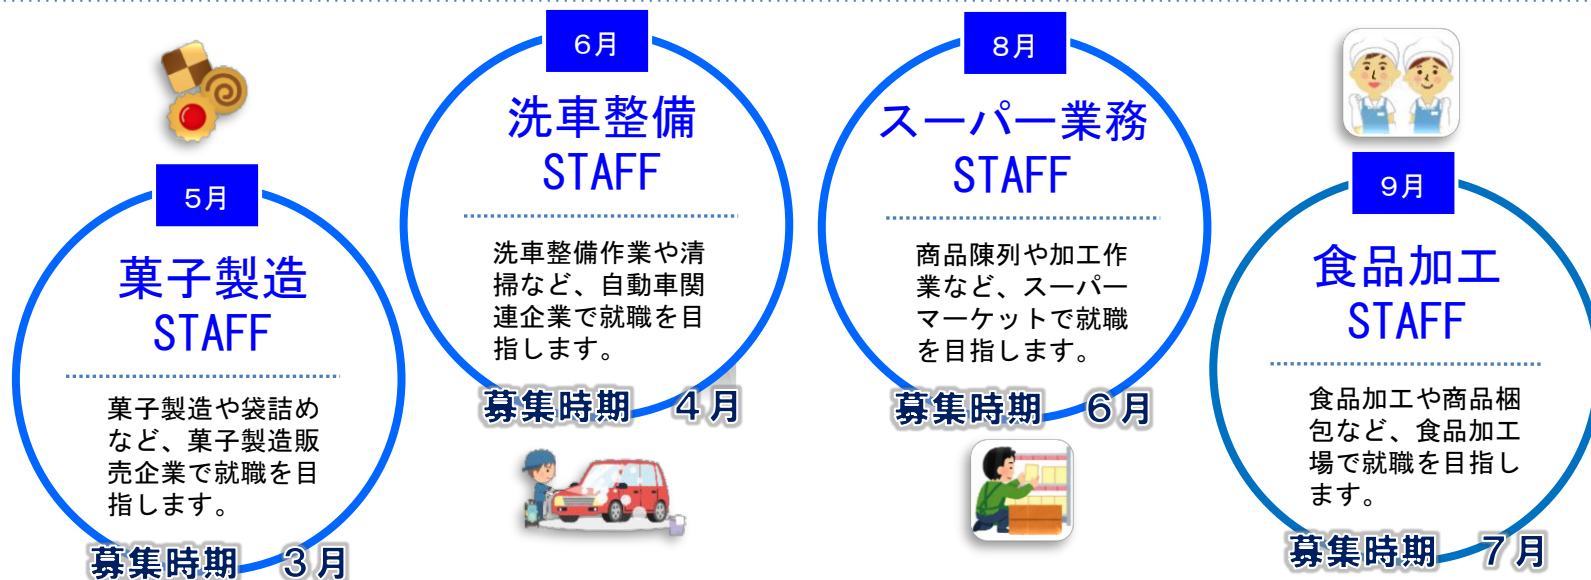 5月
菓子製造
STAFF
菓子製造や袋詰め
など、菓子製造販
売企業で就職を目
指します。
募集時期　３月
6月
洗車整備
STAFF
洗車整備作業や清
掃など、自動車関
連企業で就職を目
指します。
募集時期　４月
8月
スーパー業務
STAFF
商品陳列や加工作
業など、スーパー
マーケットで就職
を目指します。
募集時期　６月
9月
食品加工
STAFF
食品加工や商品梱
包など、食品加工
場で就職を目指し
ます。
募集時期　７月